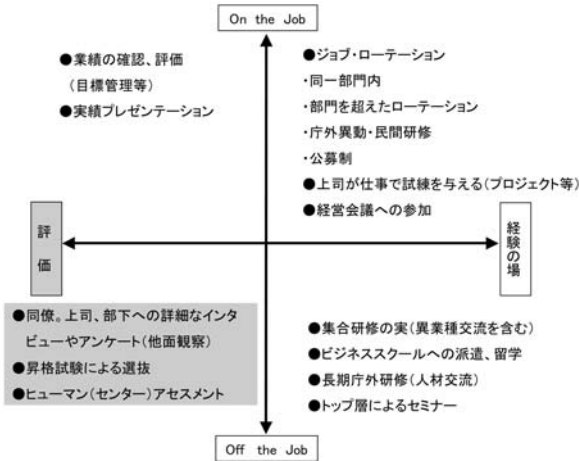 On the Job
●業績の確認、評価
(目標管理等)
●実績プレゼンテーション
●ジョブ・ローテーション
・同一部門内
・部門を超えたローテーション
・庁外異動・民間研修
・公募制
●上司が仕事で試練を与える(プロジェクト等)
●経営会議への参加
評価
経験の場
●同僚。上司、部下への詳細なインタ
ビューやアンケート(他面観察)
●昇格試験による選抜
●ヒューマン(センター)アセスメント
●集合研修の実(異業種交流を含む)
●ビジネススクールへの派遣、留学
●長期庁外研修(人材交流)
●トップ層によるセミナー
Off the Job